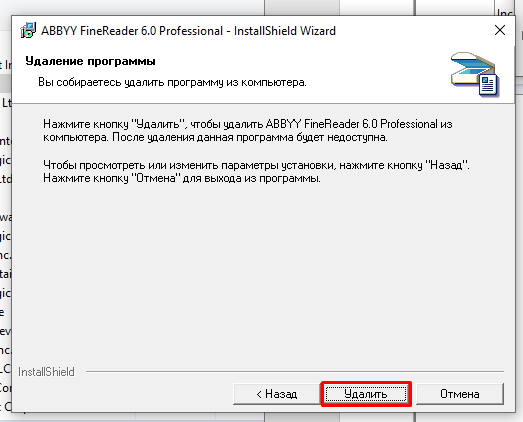 Inc
ABBYY FineReader 6.0 Professional - InstallShield Wizard
Удаление программы
Вы собираетесь удалить программу из компьютера.
Нажмите кнопку "Удалить", чтобы удалить ABBYY FineReader 6.0 Professional из
компьютера. После удаления данная программа будет недоступна.
Чтобы просмотреть или изменить параметры установки, нажмите кнопку "Назад".
Нажмите кнопку "Отмена" для выхода из программы.
InstallShield
< Назад
Удалить
Отмена